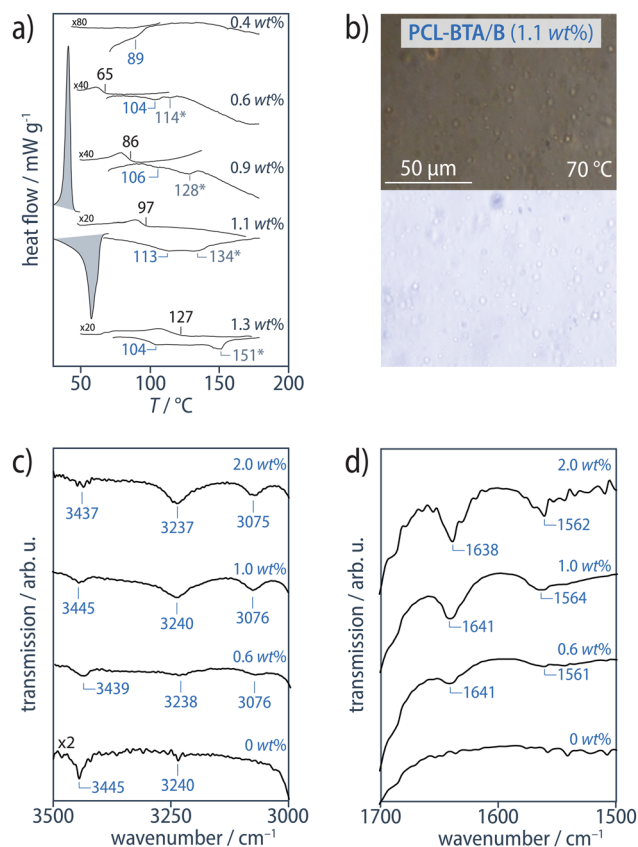 a)
x80
0.4 wt%
89
x40
65
0.6 wt%
104
114*
x40
86
0.9 wt%
106
128*
x20
97
1.1 wt%
113
134*
x20
127
1.3 wt%
104
151*
heat flow / mW g⁻¹
50 100 150 200
T / °C
b)
PCL-BTA/B (1.1 wt%)
50 µm
70 °C
c)
2.0 wt%
3437
3237
3075
1.0 wt%
3445
3240
3076
0.6 wt%
3439
3238
3076
x2
0 wt%
3445
3240
transmission / arb. u.
3500 3250 3000
wavenumber / cm⁻¹
d)
2.0 wt%
1638
1562
1.0 wt%
1641
1564
0.6 wt%
1641
1561
0 wt%
transmission / arb. u.
1700 1600 1500
wavenumber / cm⁻¹